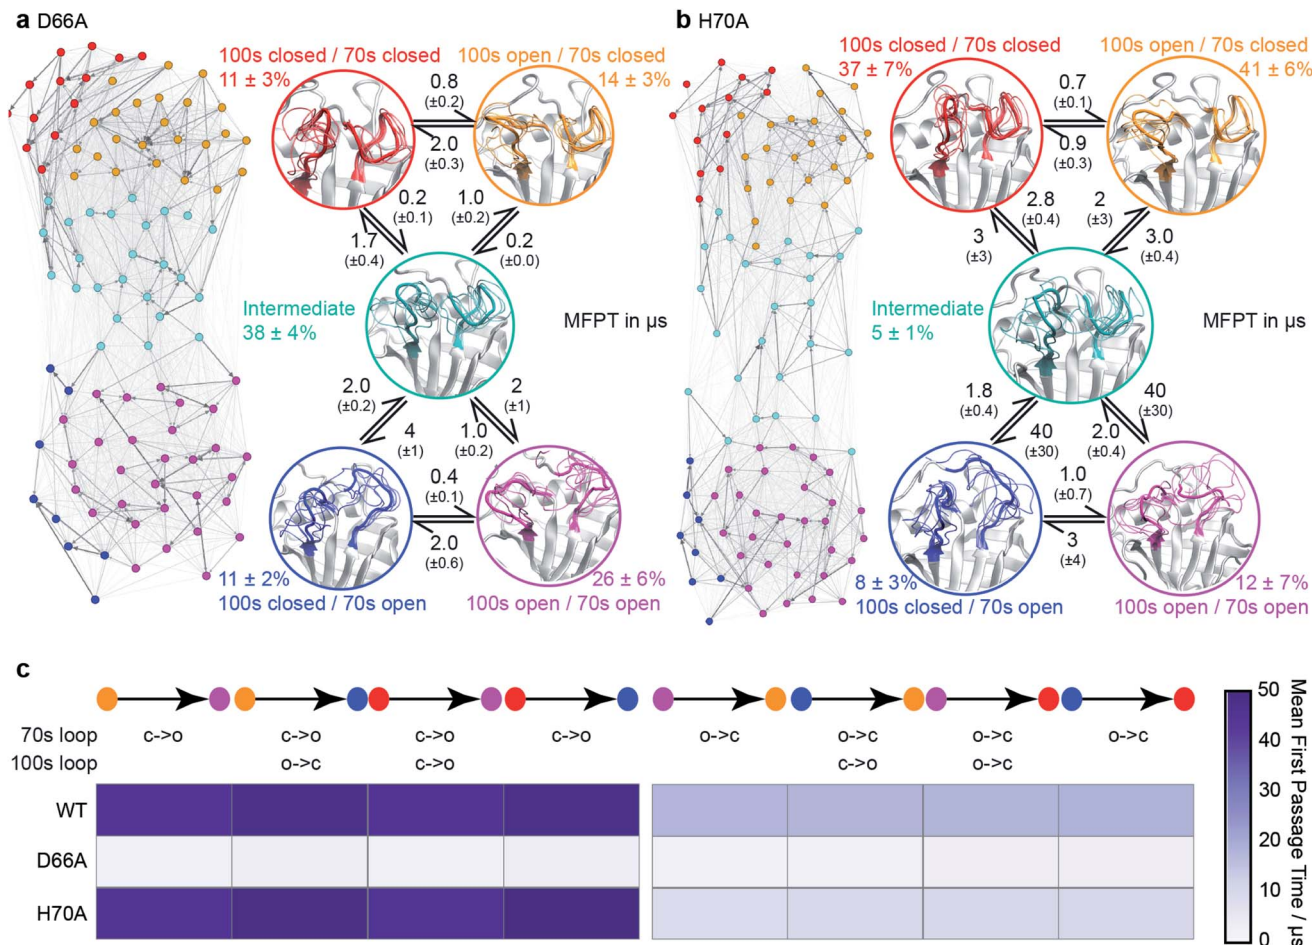 a D66A
100s closed / 70s closed
11 ± 3%
100s open / 70s closed
14 ± 3%
0.8
(±0.2)
2.0
(±0.3)
0.2
(±0.1)
1.0
(±0.2)
1.7
(±0.4)
0.2
(±0.0)
Intermediate
38 ± 4%
MFPT in µs
2.0
(±0.2)
2
(±1)
4
(±1)
1.0
(±0.2)
0.4
(±0.1)
2.0
(±0.6)
11 ± 2%
100s closed / 70s open
26 ± 6%
100s open / 70s open
b H70A
100s closed / 70s closed
37 ± 7%
100s open / 70s closed
41 ± 6%
0.7
(±0.1)
0.9
(±0.3)
2.8
(±0.4)
2
(±3)
3
(±3)
3.0
(±0.4)
Intermediate
5 ± 1%
MFPT in µs
1.8
(±0.4)
40
(±30)
40
(±30)
2.0
(±0.4)
1.0
(±0.7)
3
(±4)
8 ± 3%
100s closed / 70s open
12 ± 7%
100s open / 70s open
c
70s loop c->o c->o c->o c->o o->c o->c o->c o->c
100s loop o->c c->o c->o o->c
WT
D66A
H70A
50
40
30
20
10
0
Mean First Passage Time / µs